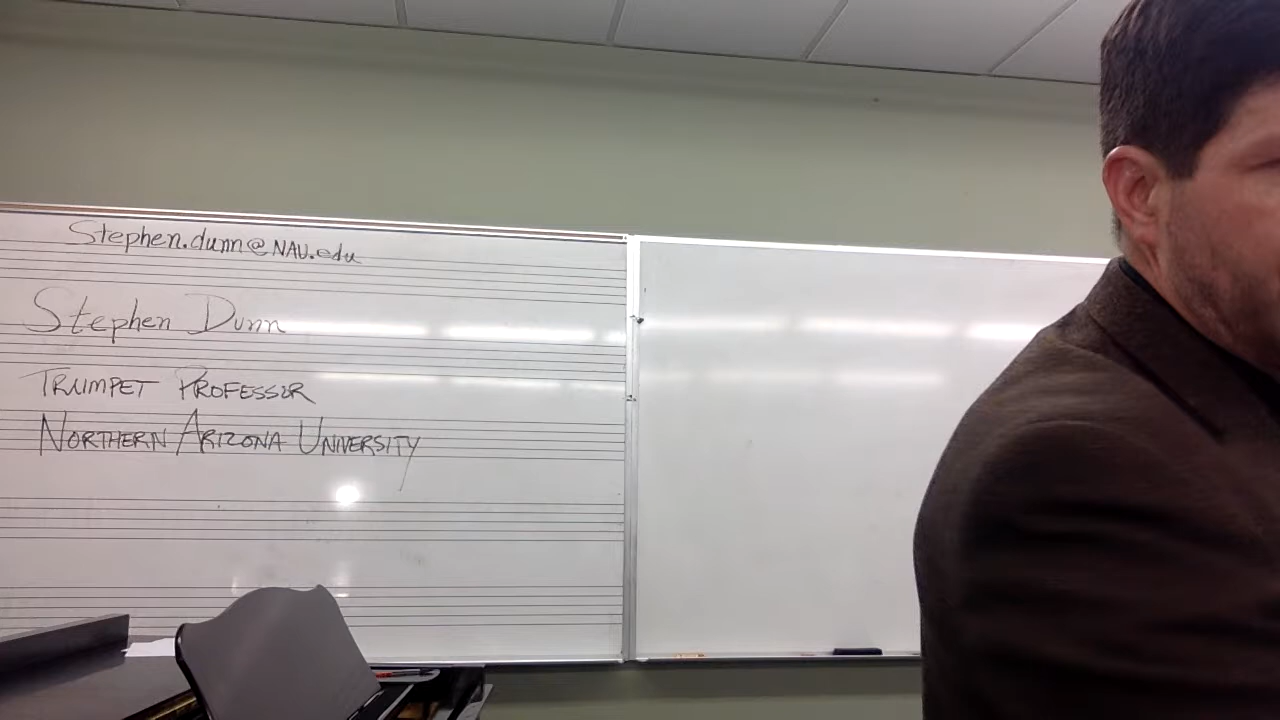 Stephen.dunn@NAU.edu
Stephen Dunn
TRUMPET PROFESSOR
NORTHERN ARIZONA UNIVERSITY